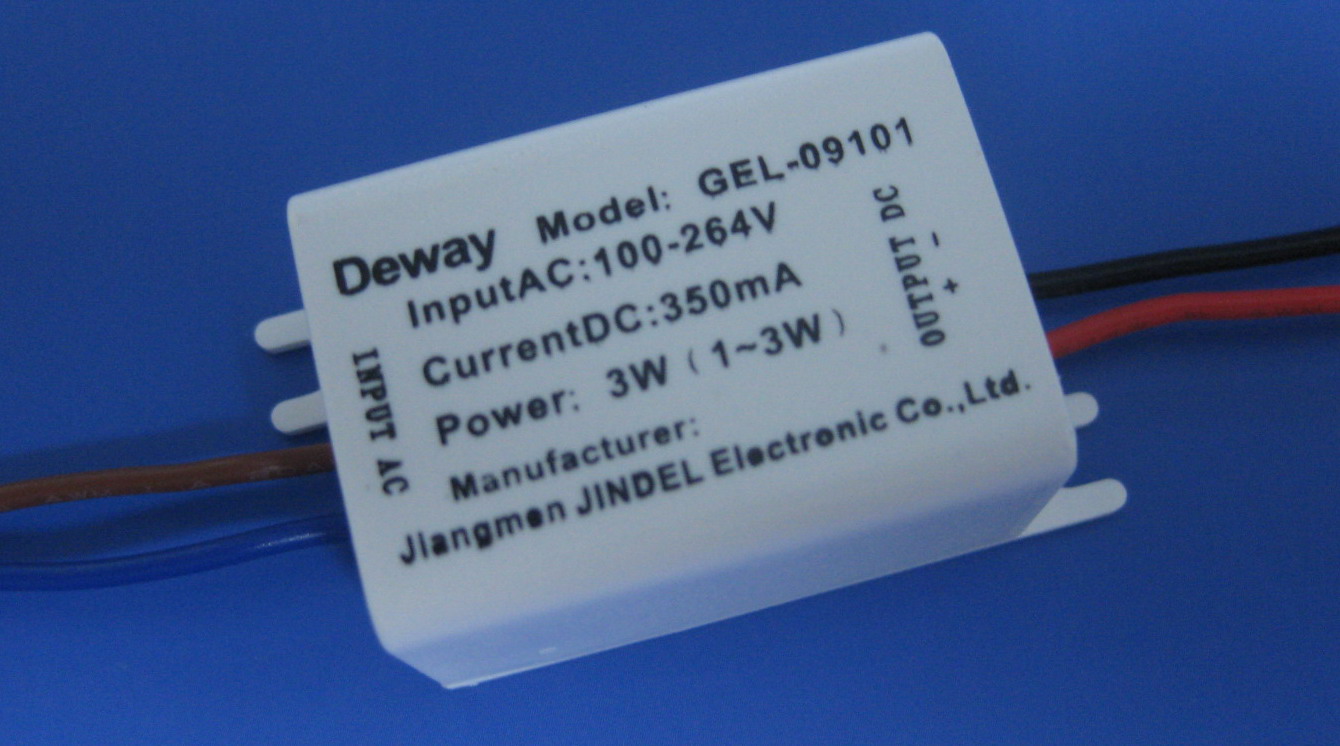 Deway Model: GEL-09101
InputAC:100-264V
CurrentDC:350mA
Power: 3W (1~3W)
Manufacturer:
Jiangmen JINDEL Electronic Co.,Ltd.
INPUT AC
OUTPUT DC
+ -